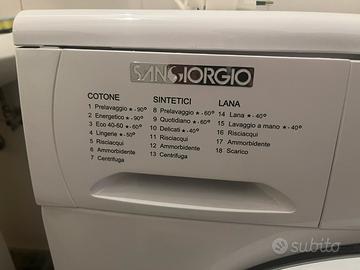 SANGIORGIO
COTONE
1 Prelavaggio * - 90°
2 Energetico * - 90°
3 Eco 40-60 * - 60°
4 Lingerie * - 50°
5 Risciacqui
6 Ammorbidente
7 Centrifuga
SINTETICI
8 Prelavaggio * - 60°
9 Quotidiano * - 60°
10 Delicati * - 40°
11 Risciacqui
12 Ammorbidente
13 Centrifuga
LANA
14 Lana * - 40°
15 Lavaggio a mano * - 40°
16 Risciacqui
17 Ammorbidente
18 Scarico
subito